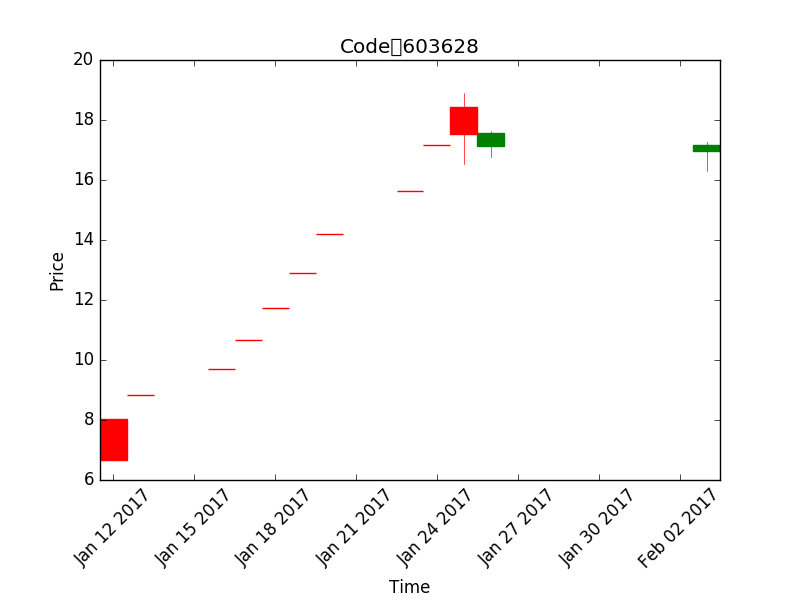 Code▯603628
20
18
16
14
12
10
8
6
Price
Jan 12 2017
Jan 15 2017
Jan 18 2017
Jan 21 2017
Jan 24 2017
Jan 27 2017
Jan 30 2017
Feb 02 2017
Time